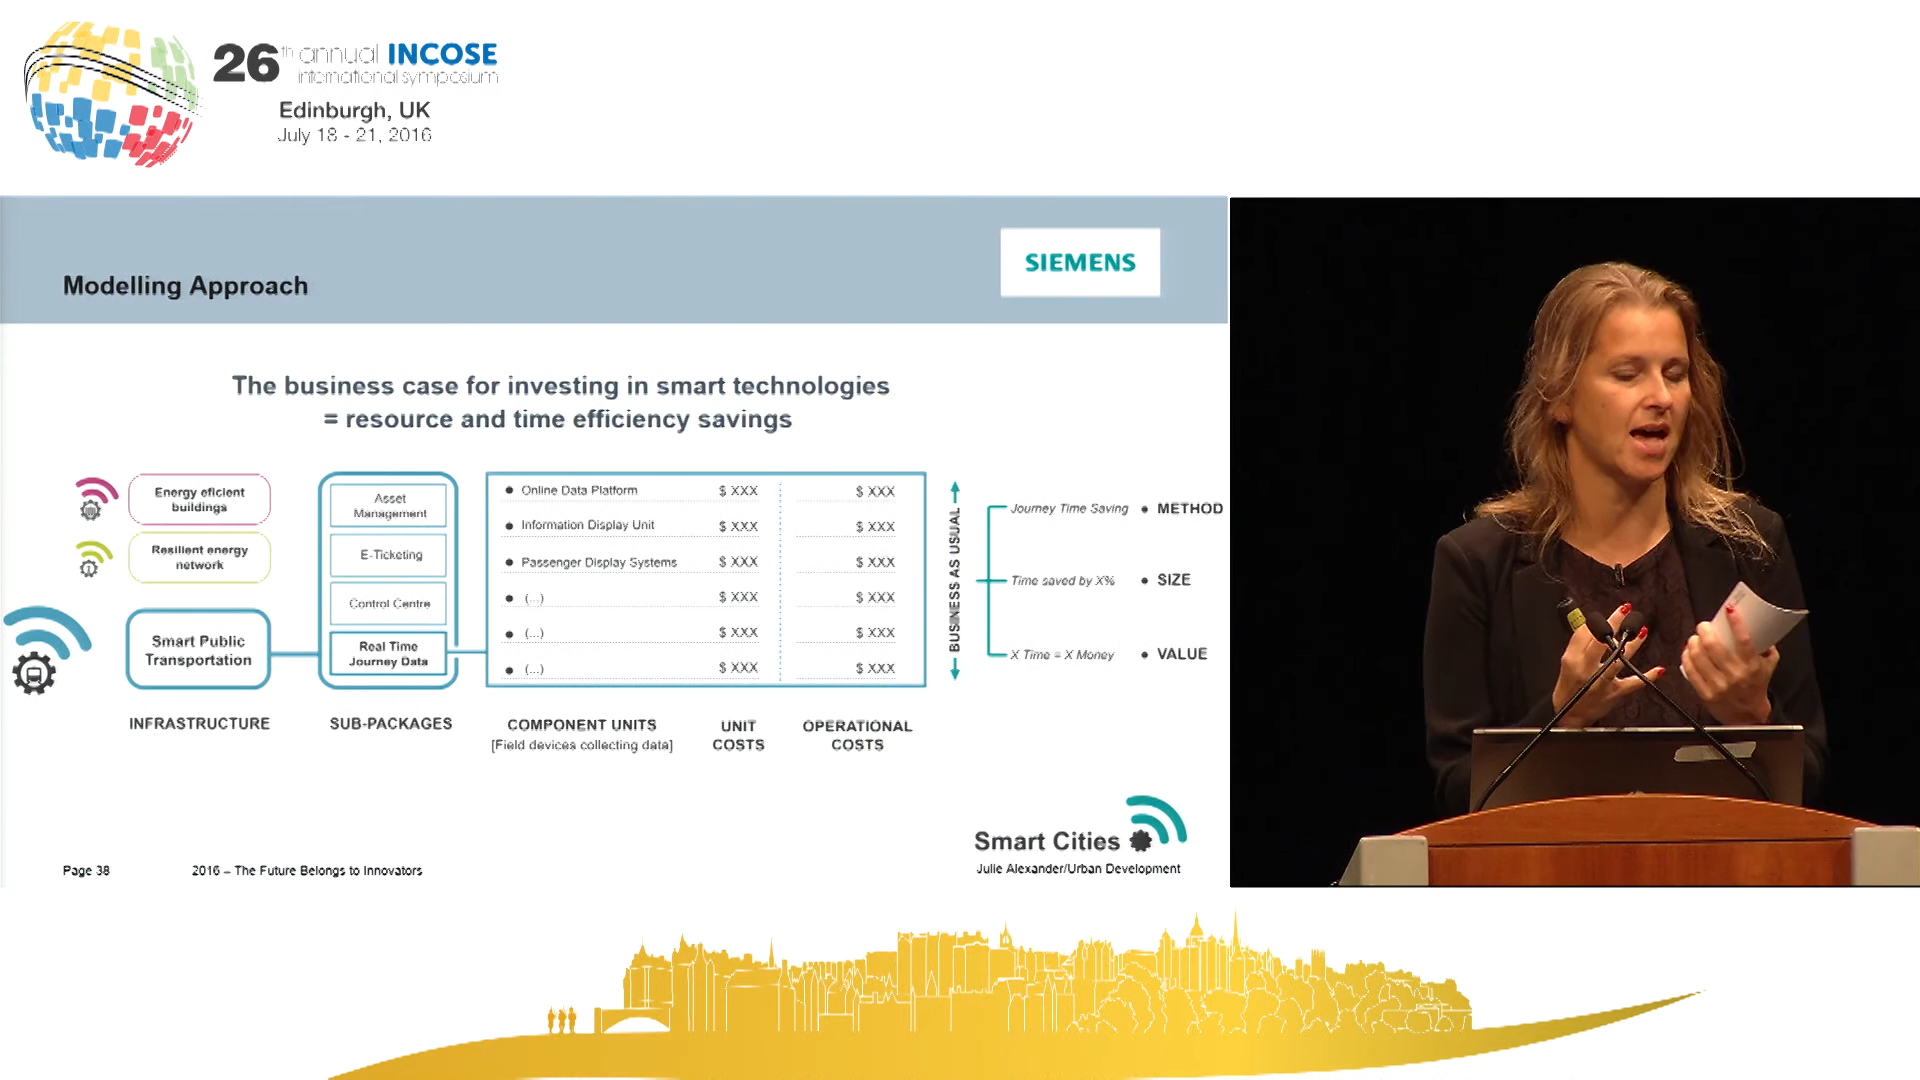 26th annual INCOSE
international symposium
Edinburgh, UK
July 18 - 21, 2016
SIEMENS
Modelling Approach
The business case for investing in smart technologies
= resource and time efficiency savings
Energy eficient
buildings
Resilient energy
network
Smart Public
Transportation
INFRASTRUCTURE
Asset
Management
E-Ticketing
Control Centre
Real Time
Journey Data
SUB-PACKAGES
Online Data Platform $ XXX $ XXX
Information Display Unit $ XXX $ XXX
Passenger Display Systems $ XXX $ XXX
(...) $ XXX $ XXX
(...) $ XXX $ XXX
(...) $ XXX $ XXX
COMPONENT UNITS
[Field devices collecting data]
UNIT
COSTS
OPERATIONAL
COSTS
BUSINESS AS USUAL
Journey Time Saving • METHOD
Time saved by X% • SIZE
X Time = X Money • VALUE
Smart Cities
Julie Alexander/Urban Development
Page 38
2016 – The Future Belongs to Innovators